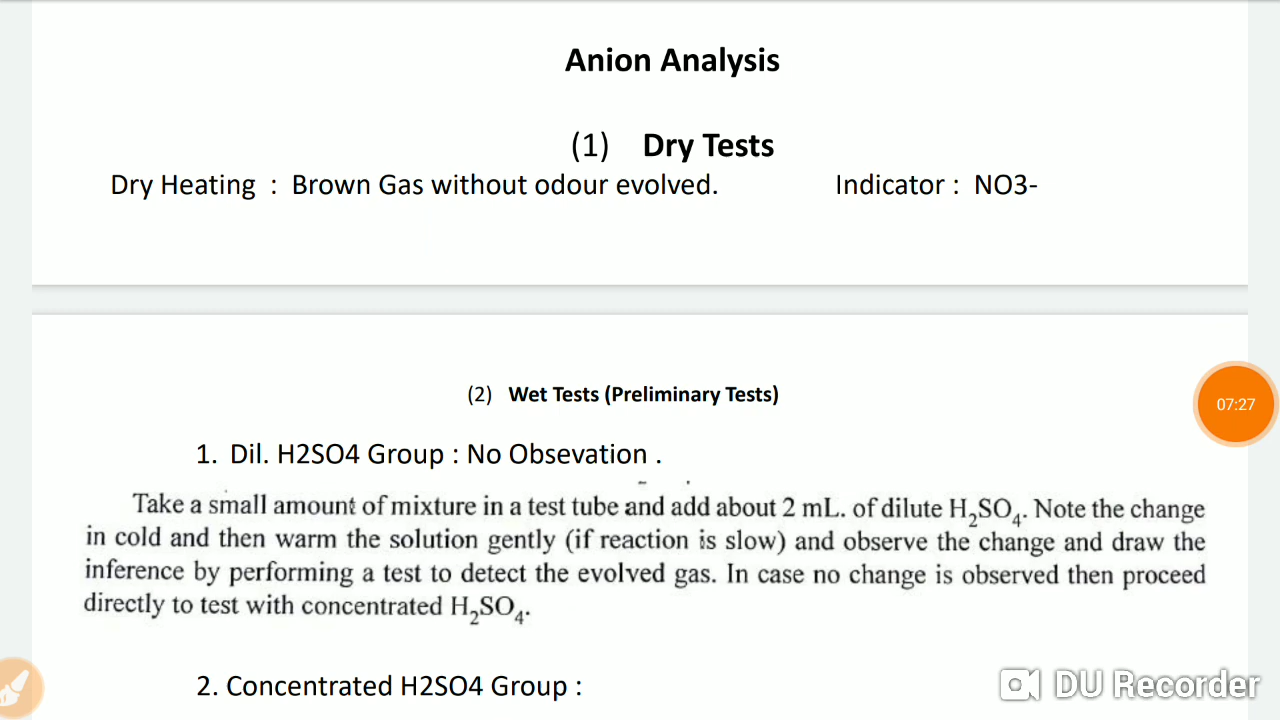 Anion Analysis
(1) Dry Tests
Dry Heating : Brown Gas without odour evolved. Indicator : NO3-
(2) Wet Tests (Preliminary Tests)
07:27
1. Dil. H2SO4 Group : No Obsevation .
Take a small amount of mixture in a test tube and add about 2 mL. of dilute H₂SO₄. Note the change
in cold and then warm the solution gently (if reaction is slow) and observe the change and draw the
inference by performing a test to detect the evolved gas. In case no change is observed then proceed
directly to test with concentrated H₂SO₄.
2. Concentrated H2SO4 Group :
DU Recorder